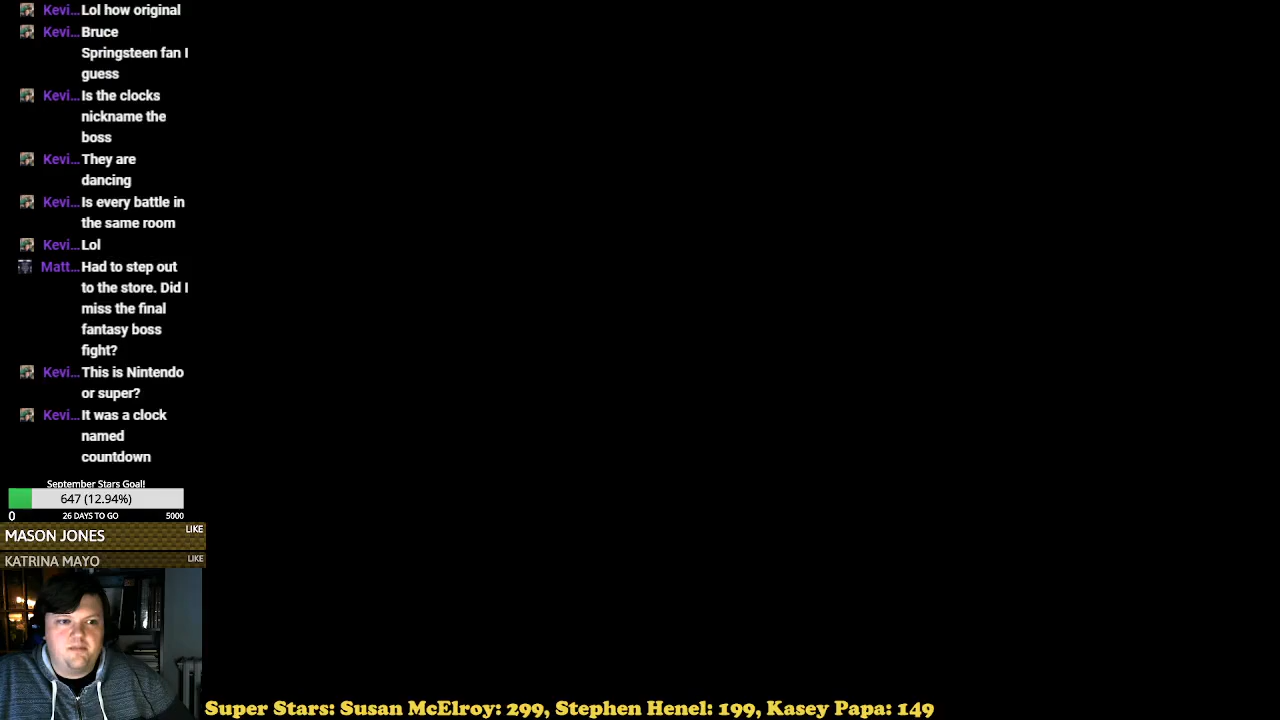 Kevi... Lol how original
Kevi... Bruce
Springsteen fan I
guess
Kevi... Is the clocks
nickname the
boss
Kevi... They are
dancing
Kevi... Is every battle in
the same room
Kevi... Lol
Matt... Had to step out
to the store. Did I
miss the final
fantasy boss
fight?
Kevi... This is Nintendo
or super?
Kevi... It was a clock
named
countdown
September Stars Goal!
647 (12.94%)
0 26 DAYS TO GO 5000
MASON JONES LIKE
KATRINA MAYO LIKE
Super Stars: Susan McElroy: 299, Stephen Henel: 199, Kasey Papa: 149